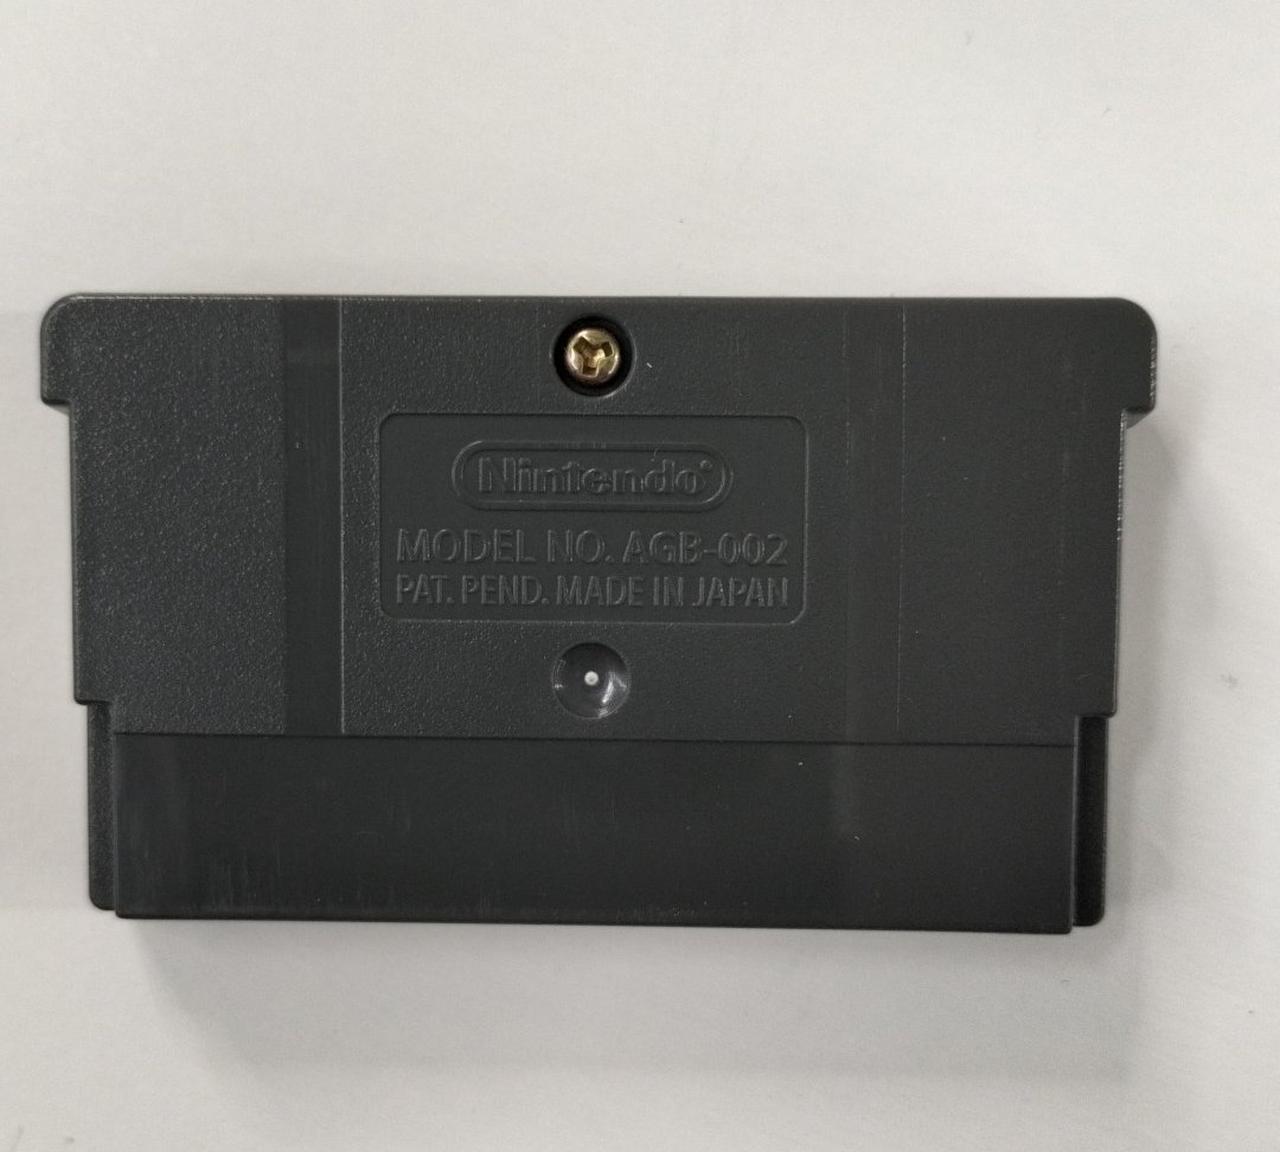 Nintendo®
MODEL NO. AGB-002
PAT. PEND. MADE IN JAPAN